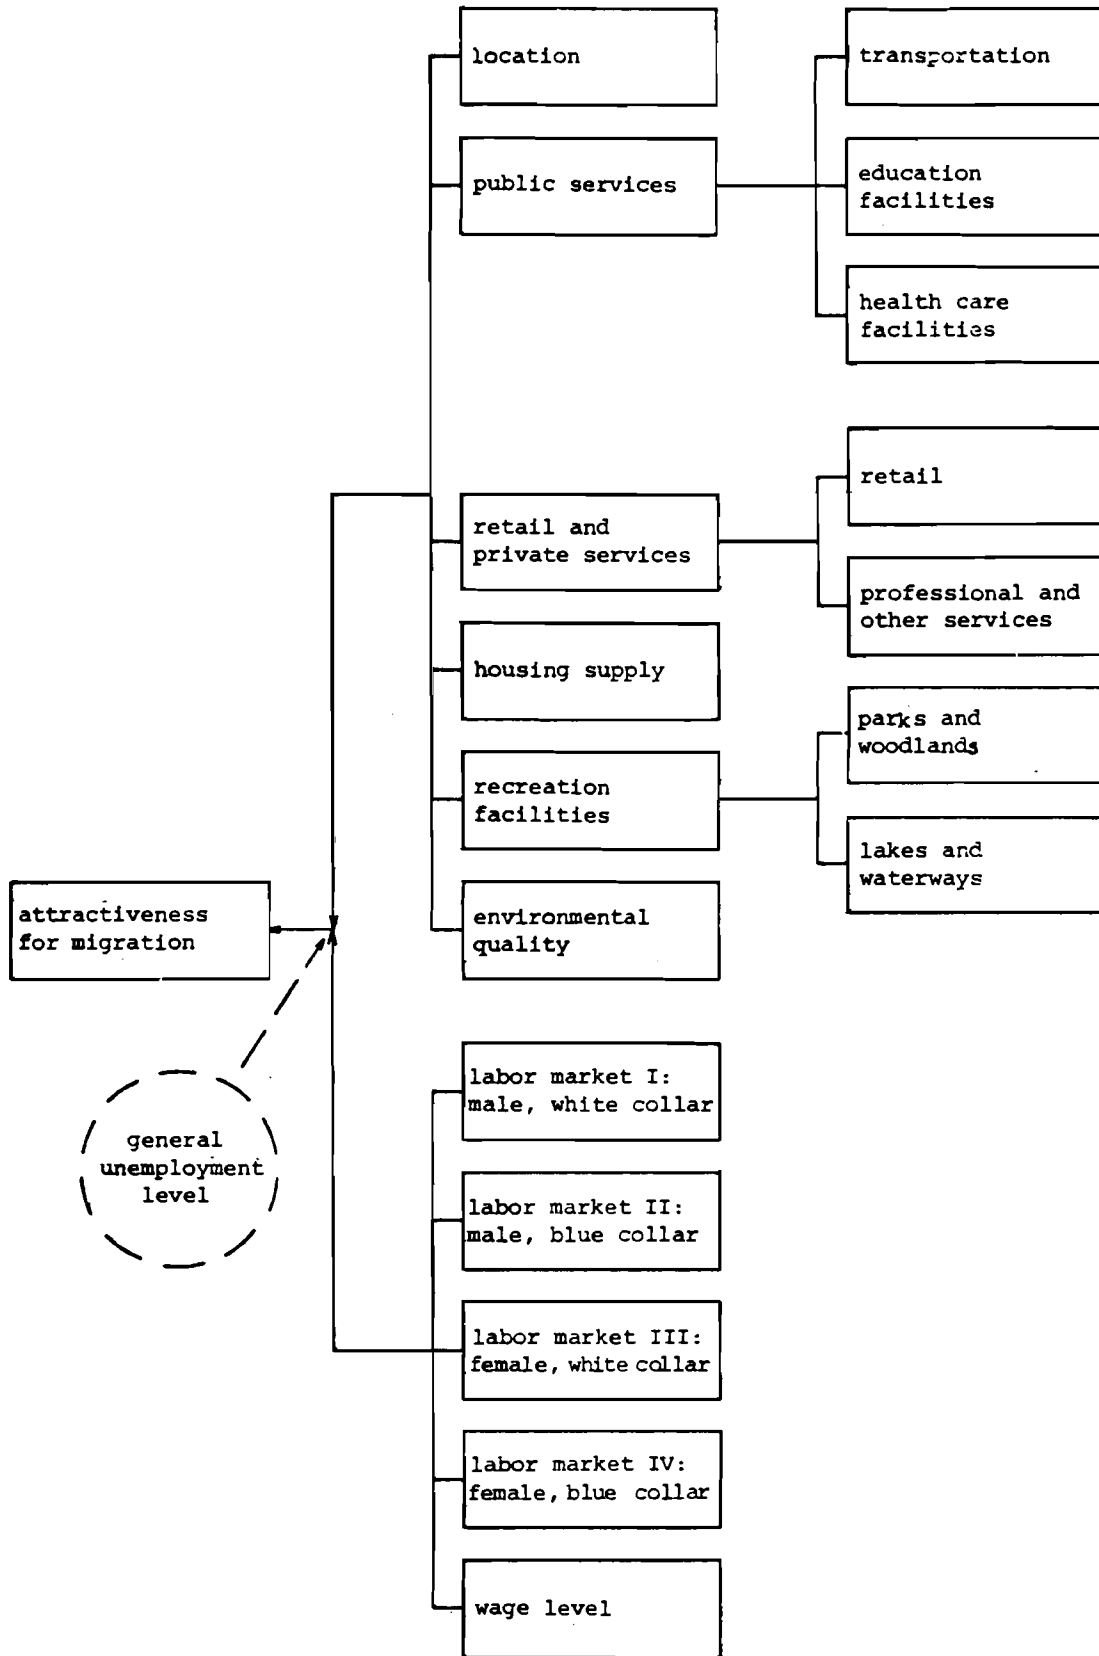 location
transportation
public services
education
facilities
health care
facilities
retail and
private services
retail
professional and
other services
housing supply
recreation
facilities
parks and
woodlands
lakes and
waterways
environmental
quality
attractiveness
for migration
general
unemployment
level
labor market I:
male, white collar
labor market II:
male, blue collar
labor market III:
female, white collar
labor market IV:
female, blue collar
wage level